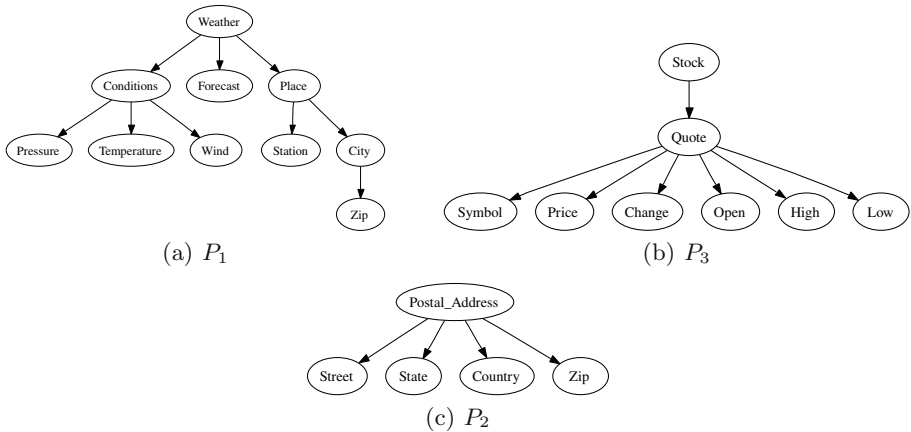 Weather
Conditions Forecast Place
Pressure Temperature Wind Station City
Zip
(a) P1
Stock
Quote
Symbol Price Change Open High Low
(b) P3
Postal_Address
Street State Country Zip
(c) P2